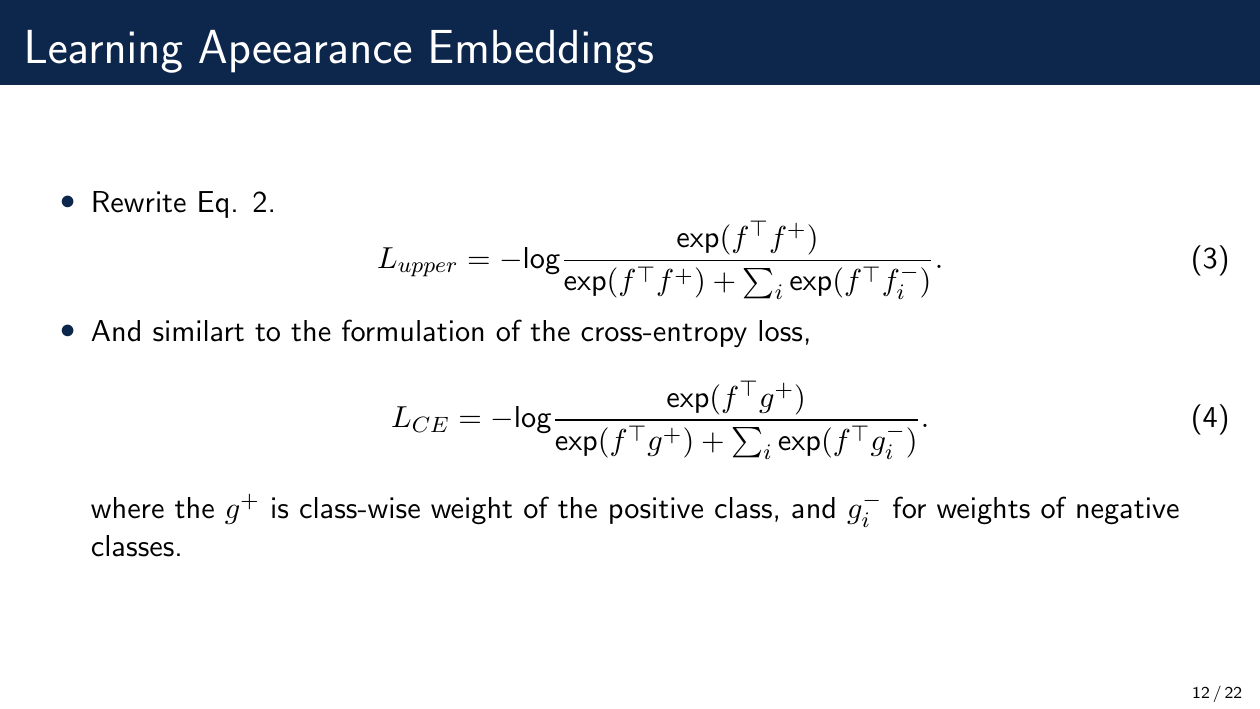 Learning Apeearance Embeddings
• Rewrite Eq. 2.
$L_{upper} = -\log \frac{\exp(f^\top f^+)}{\exp(f^\top f^+) + \sum_i \exp(f^\top f_i^-)}.$ (3)
• And similart to the formulation of the cross-entropy loss,
$L_{CE} = -\log \frac{\exp(f^\top g^+)}{\exp(f^\top g^+) + \sum_i \exp(f^\top g_i^-)}.$ (4)
where the $g^+$ is class-wise weight of the positive class, and $g_i^-$ for weights of negative
classes.
12 / 22